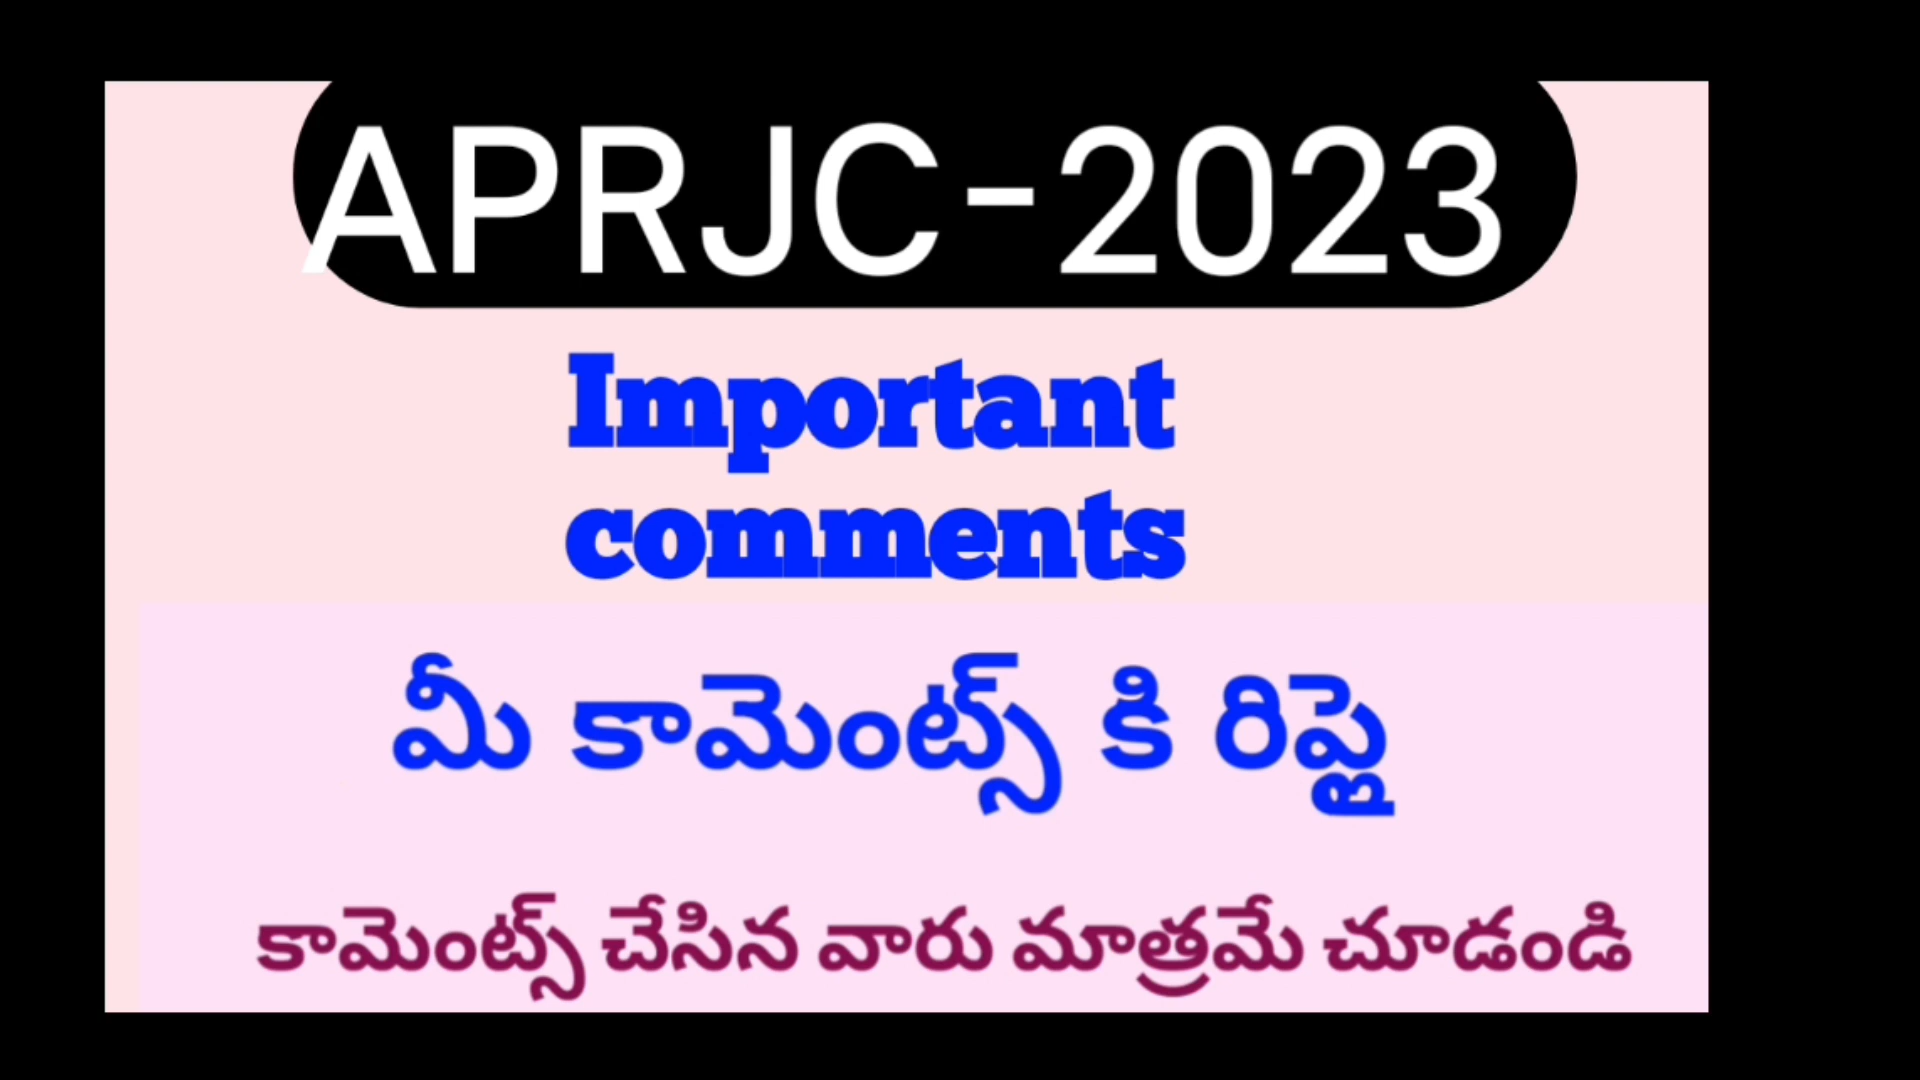 APRJC-2023
Important
comments
మీ కామెంట్స్ కి రిప్లై
కామెంట్స్ చేసిన వారు మాత్రమే చూడండి